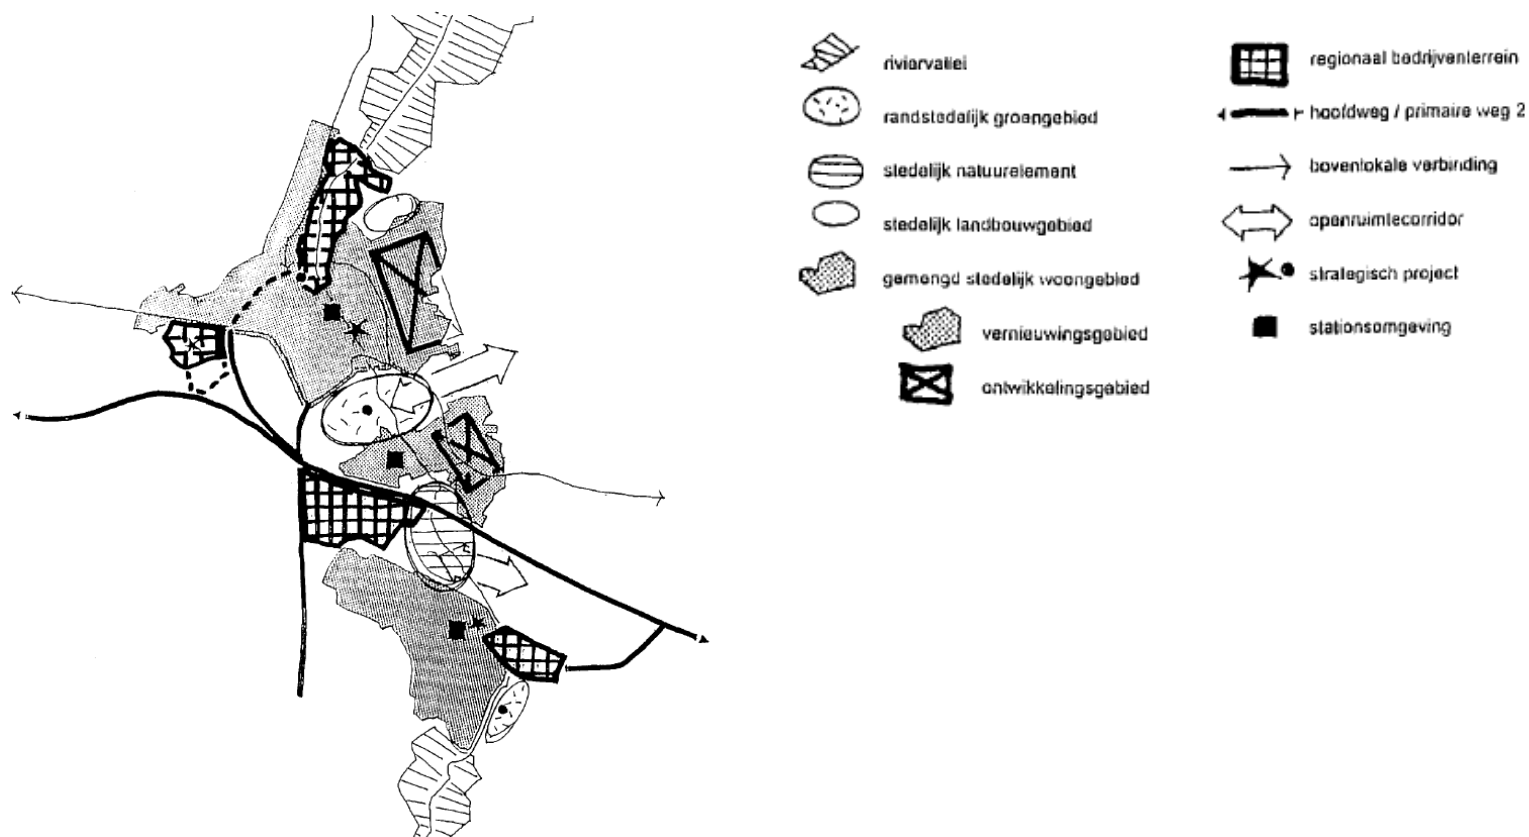 riviervallei
randstedelijk groengebied
stedelijk natuurelement
stedelijk landbouwgebied
gemengd stedelijk woongebied
vernieuwingsgebied
ontwikkelingsgebied
regionaal bedrijventerrein
hoofdweg / primaire weg 2
bovenlokale verbinding
openruimtecorridor
strategisch project
stationsomgeving